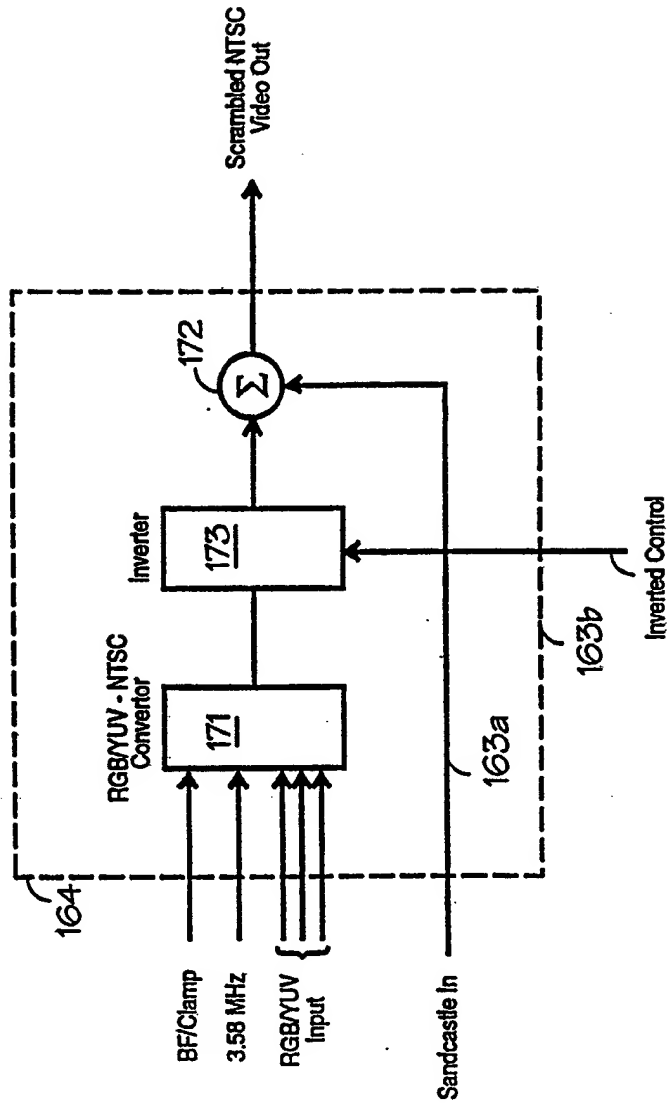 Scrambled NTSC
Video Out
172
Σ
Inverter
173
RGB/YUV - NTSC
Convertor
171
164
BF/Clamp
3.58 MHz
RGB/YUV
Input
Sandcastle In
163a
163b
Inverted Control